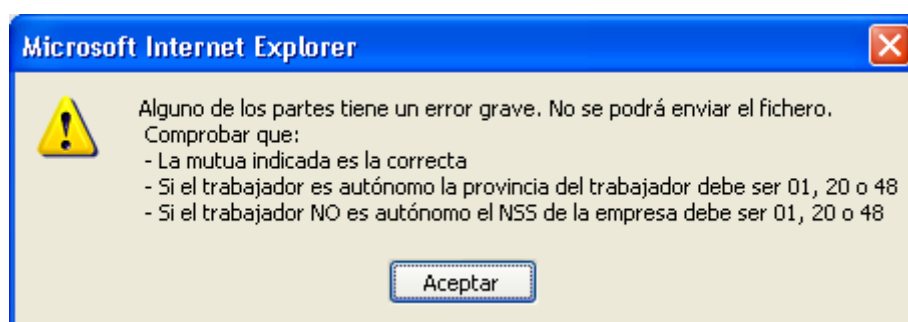 Microsoft Internet Explorer
Alguno de los partes tiene un error grave. No se podrá enviar el fichero.
Comprobar que:
- La mutua indicada es la correcta
- Si el trabajador es autónomo la provincia del trabajador debe ser 01, 20 o 48
- Si el trabajador NO es autónomo el NSS de la empresa debe ser 01, 20 o 48
Aceptar